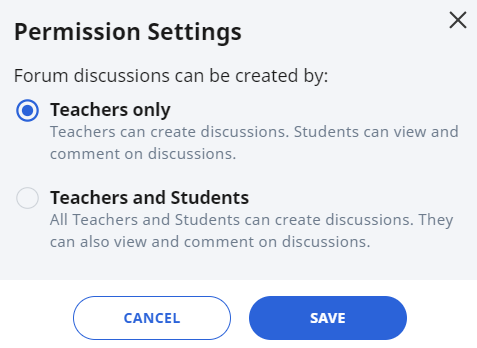 Permission Settings
Forum discussions can be created by:
Teachers only
Teachers can create discussions. Students can view and
comment on discussions.
Teachers and Students
All Teachers and Students can create discussions. They
can also view and comment on discussions.
CANCEL
SAVE